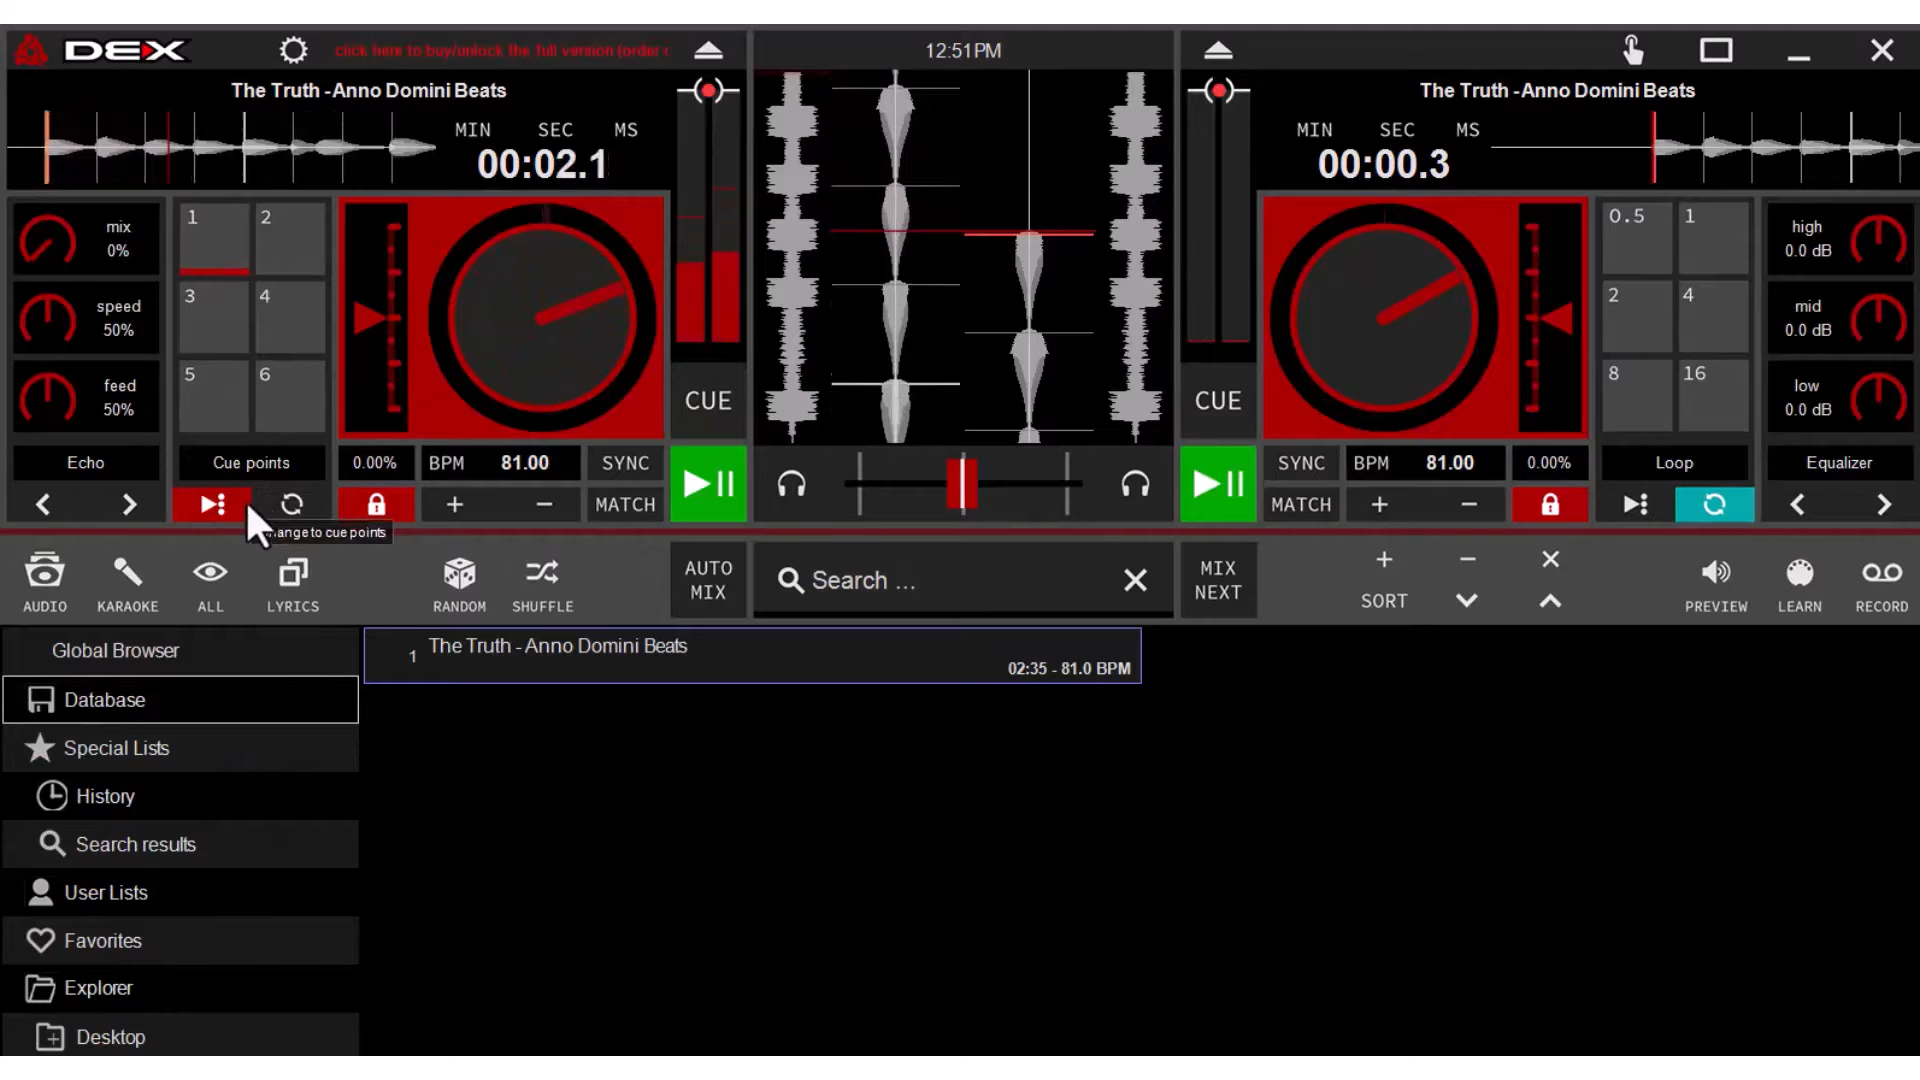 DEX
click here to buy/unlock the full version (order
12:51PM
The Truth -Anno Domini Beats
MIN SEC MS
00:02.1
The Truth -Anno Domini Beats
MIN SEC MS
00:00.3
mix
0%
speed
50%
feed
50%
1 2
3 4
5 6
CUE
CUE
0.5 1
2 4
8 16
high
0.0 dB
mid
0.0 dB
low
0.0 dB
Echo
Cue points
0.00%
BPM 81.00
SYNC
+ -
MATCH
SYNC
BPM 81.00
0.00%
Loop
Equalizer
MATCH
+ -
hange to cue points
AUDIO
KARAOKE
ALL
LYRICS
RANDOM
SHUFFLE
AUTO
MIX
Search ...
MIX
NEXT
+ -
SORT
PREVIEW
LEARN
RECORD
Global Browser
Database
Special Lists
History
Search results
User Lists
Favorites
Explorer
Desktop
1 The Truth - Anno Domini Beats
02:35 - 81.0 BPM